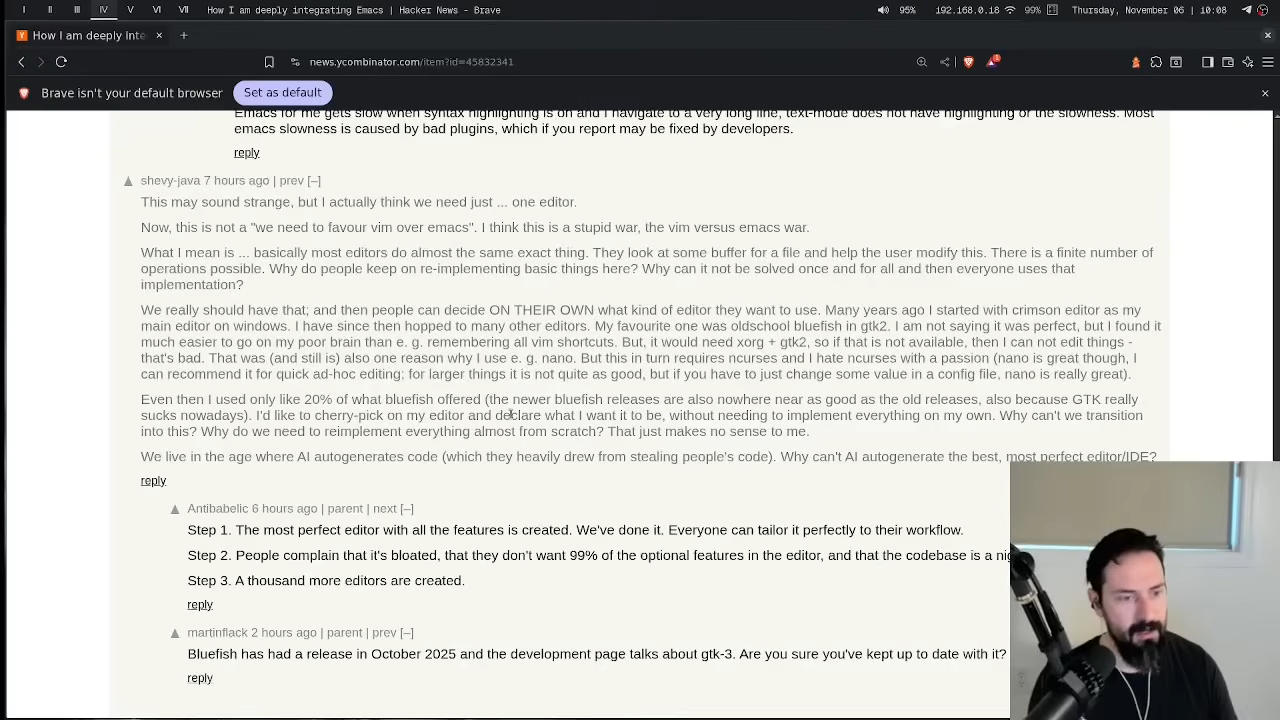 I II III IV V VI VII How I am deeply integrating Emacs | Hacker News - Brave 95% 192.168.0.18 99% Thursday, November 06 | 10:08
How I am deeply inte
news.ycombinator.com/item?id=45832341
Brave isn't your default browser Set as default
Emacs for me gets slow when syntax highlighting is on and I navigate to a very long line, text-mode does not have highlighting or the slowness. Most
emacs slowness is caused by bad plugins, which if you report may be fixed by developers.
reply
shevy-java 7 hours ago | prev [–]
This may sound strange, but I actually think we need just ... one editor.
Now, this is not a "we need to favour vim over emacs". I think this is a stupid war, the vim versus emacs war.
What I mean is ... basically most editors do almost the same exact thing. They look at some buffer for a file and help the user modify this. There is a finite number of
operations possible. Why do people keep on re-implementing basic things here? Why can it not be solved once and for all and then everyone uses that
implementation?
We really should have that; and then people can decide ON THEIR OWN what kind of editor they want to use. Many years ago I started with crimson editor as my
main editor on windows. I have since then hopped to many other editors. My favourite one was oldschool bluefish in gtk2. I am not saying it was perfect, but I found it
much easier to go on my poor brain than e. g. remembering all vim shortcuts. But, it would need xorg + gtk2, so if that is not available, then I can not edit things -
that's bad. That was (and still is) also one reason why I use e. g. nano. But this in turn requires ncurses and I hate ncurses with a passion (nano is great though, I
can recommend it for quick ad-hoc editing; for larger things it is not quite as good, but if you have to just change some value in a config file, nano is really great).
Even then I used only like 20% of what bluefish offered (the newer bluefish releases are also nowhere near as good as the old releases, also because GTK really
sucks nowadays). I'd like to cherry-pick on my editor and declare what I want it to be, without needing to implement everything on my own. Why can't we transition
into this? Why do we need to reimplement everything almost from scratch? That just makes no sense to me.
We live in the age where AI autogenerates code (which they heavily drew from stealing people's code). Why can't AI autogenerate the best, most perfect editor/IDE?
reply
Antibabelic 6 hours ago | parent | next [–]
Step 1. The most perfect editor with all the features is created. We've done it. Everyone can tailor it perfectly to their workflow.
Step 2. People complain that it's bloated, that they don't want 99% of the optional features in the editor, and that the codebase is a
Step 3. A thousand more editors are created.
reply
martinflack 2 hours ago | parent | prev [–]
Bluefish has had a release in October 2025 and the development page talks about gtk-3. Are you sure you've kept up to date with it?
reply